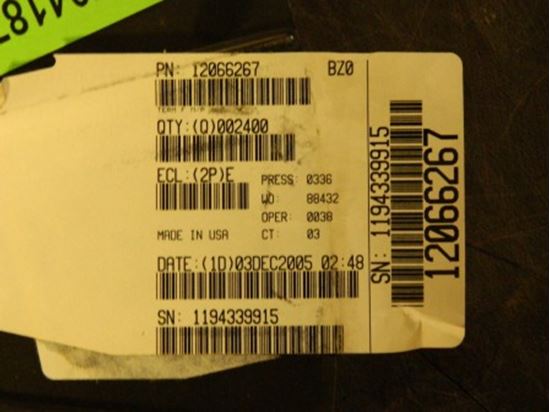 PN: 12066267 BZ0
QTY:(Q)002400
ECL:(2P)E
PRESS: 0336
WO: 88432
OPER: 0038
MADE IN USA CT: 03
DATE:(1D)03DEC2005 02:48
SN: 1194339915
SN: 1194339915
12066267